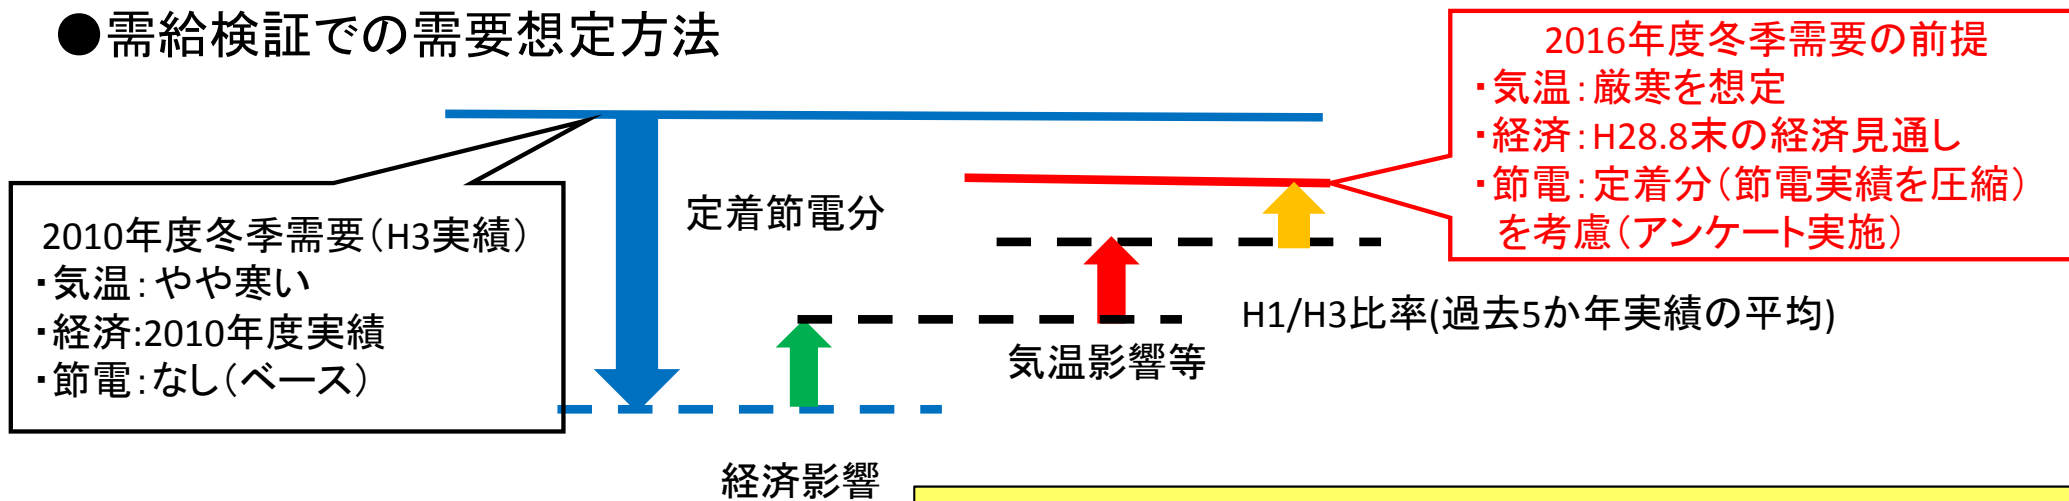 ●需給検証での需要想定方法
2016年度冬季需要の前提
・気温：厳寒を想定
・経済：H28.8末の経済見通し
・節電：定着分（節電実績を圧縮）
を考慮（アンケート実施）
定着節電分
2010年度冬季需要（H3実績）
・気温：やや寒い
・経済:2010年度実績
・節電：なし（ベース）
H1/H3比率(過去5か年実績の平均)
気温影響等
経済影響